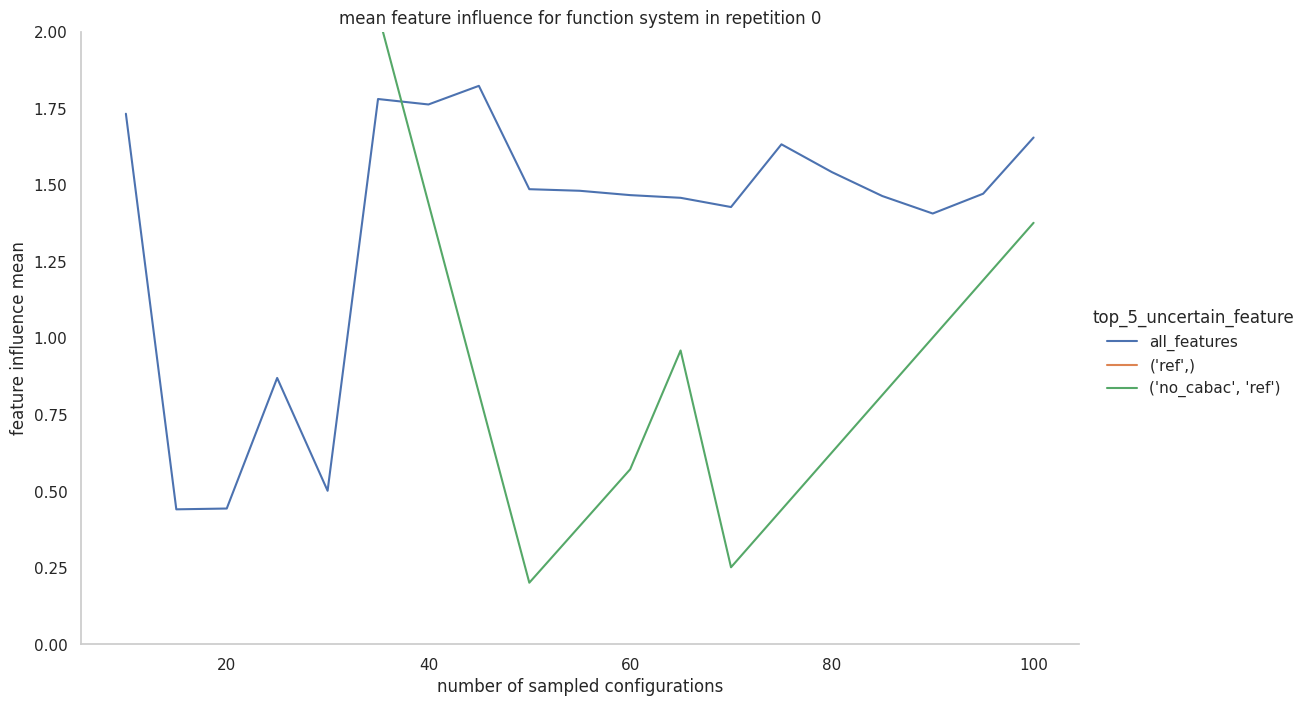 mean feature influence for function system in repetition 0
2.00
1.75
1.50
1.25
1.00
0.75
0.50
0.25
0.00
feature influence mean
20
40
60
80
100
number of sampled configurations
top_5_uncertain_feature
all_features
('ref',)
('no_cabac', 'ref')